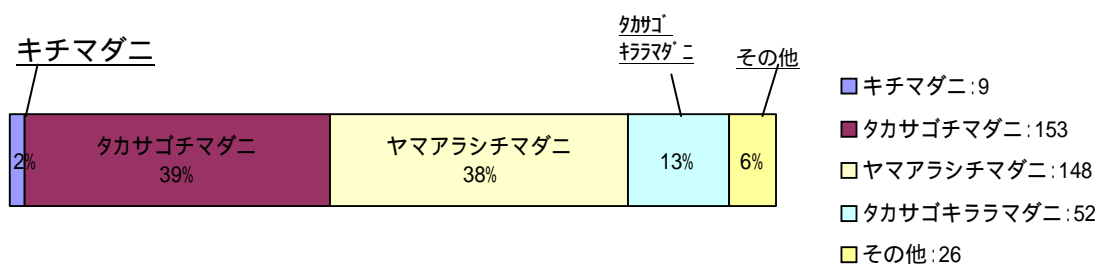 キチマダニ
ﾀｶｻｺﾞ
ｷﾗﾗﾏﾀﾞﾆ
その他
2%
タカサゴチマダニ
39%
ヤマアラシチマダニ
38%
13%
6%
キチマダニ:9
タカサゴチマダニ:153
ヤマアラシチマダニ:148
タカサゴキララマダニ:52
その他:26